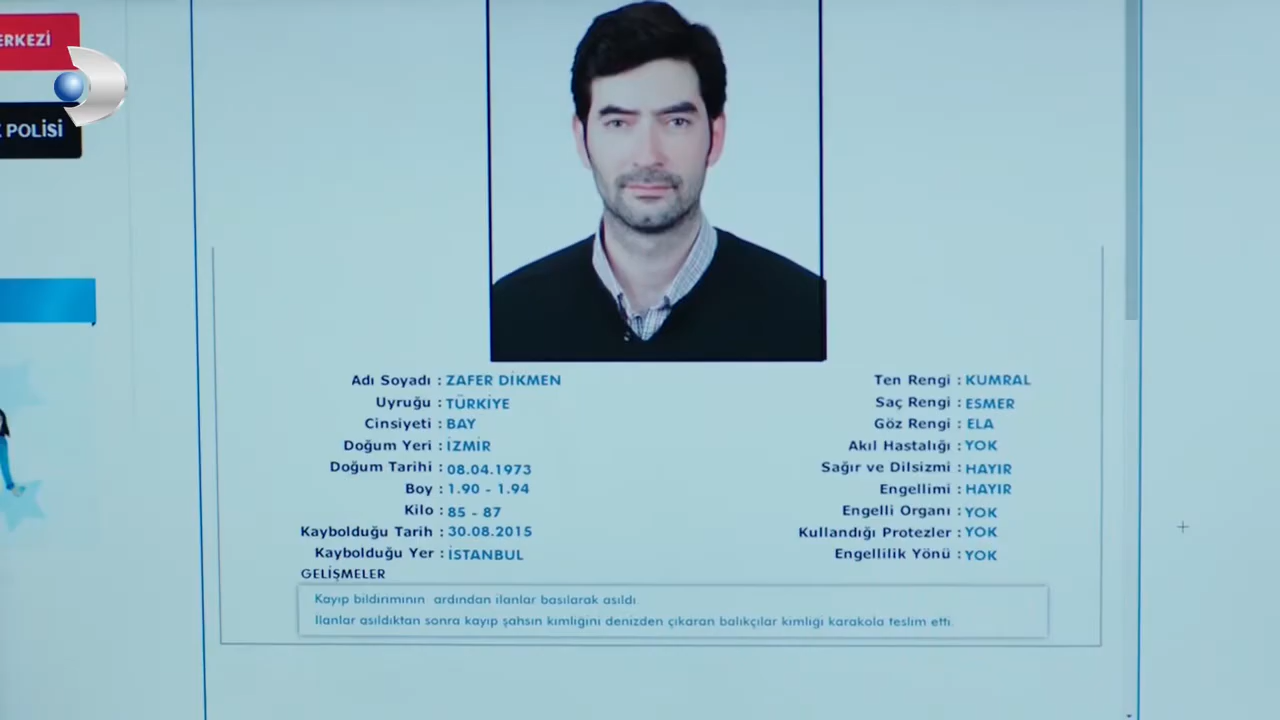 ERKEZİ
POLİSİ
Adı Soyadı : ZAFER DİKMEN
Uyruğu : TÜRKİYE
Cinsiyeti : BAY
Doğum Yeri : İZMİR
Doğum Tarihi : 08.04.1973
Boy : 1.90 - 1.94
Kilo : 85 - 87
Kaybolduğu Tarih : 30.08.2015
Kaybolduğu Yer : İSTANBUL
Ten Rengi : KUMRAL
Saç Rengi : ESMER
Göz Rengi : ELA
Akıl Hastalığı : YOK
Sağır ve Dilsizmi : HAYIR
Engellimi : HAYIR
Engelli Organı : YOK
Kullandığı Protezler : YOK
Engellilik Yönü : YOK
GELİŞMELER
Kayıp bildiriminin ardından ilanlar basılarak asıldı.
İlanlar asıldıktan sonra kayıp şahsın kimliğini denizden çıkaran balıkçılar kimliği karakola teslim etti.